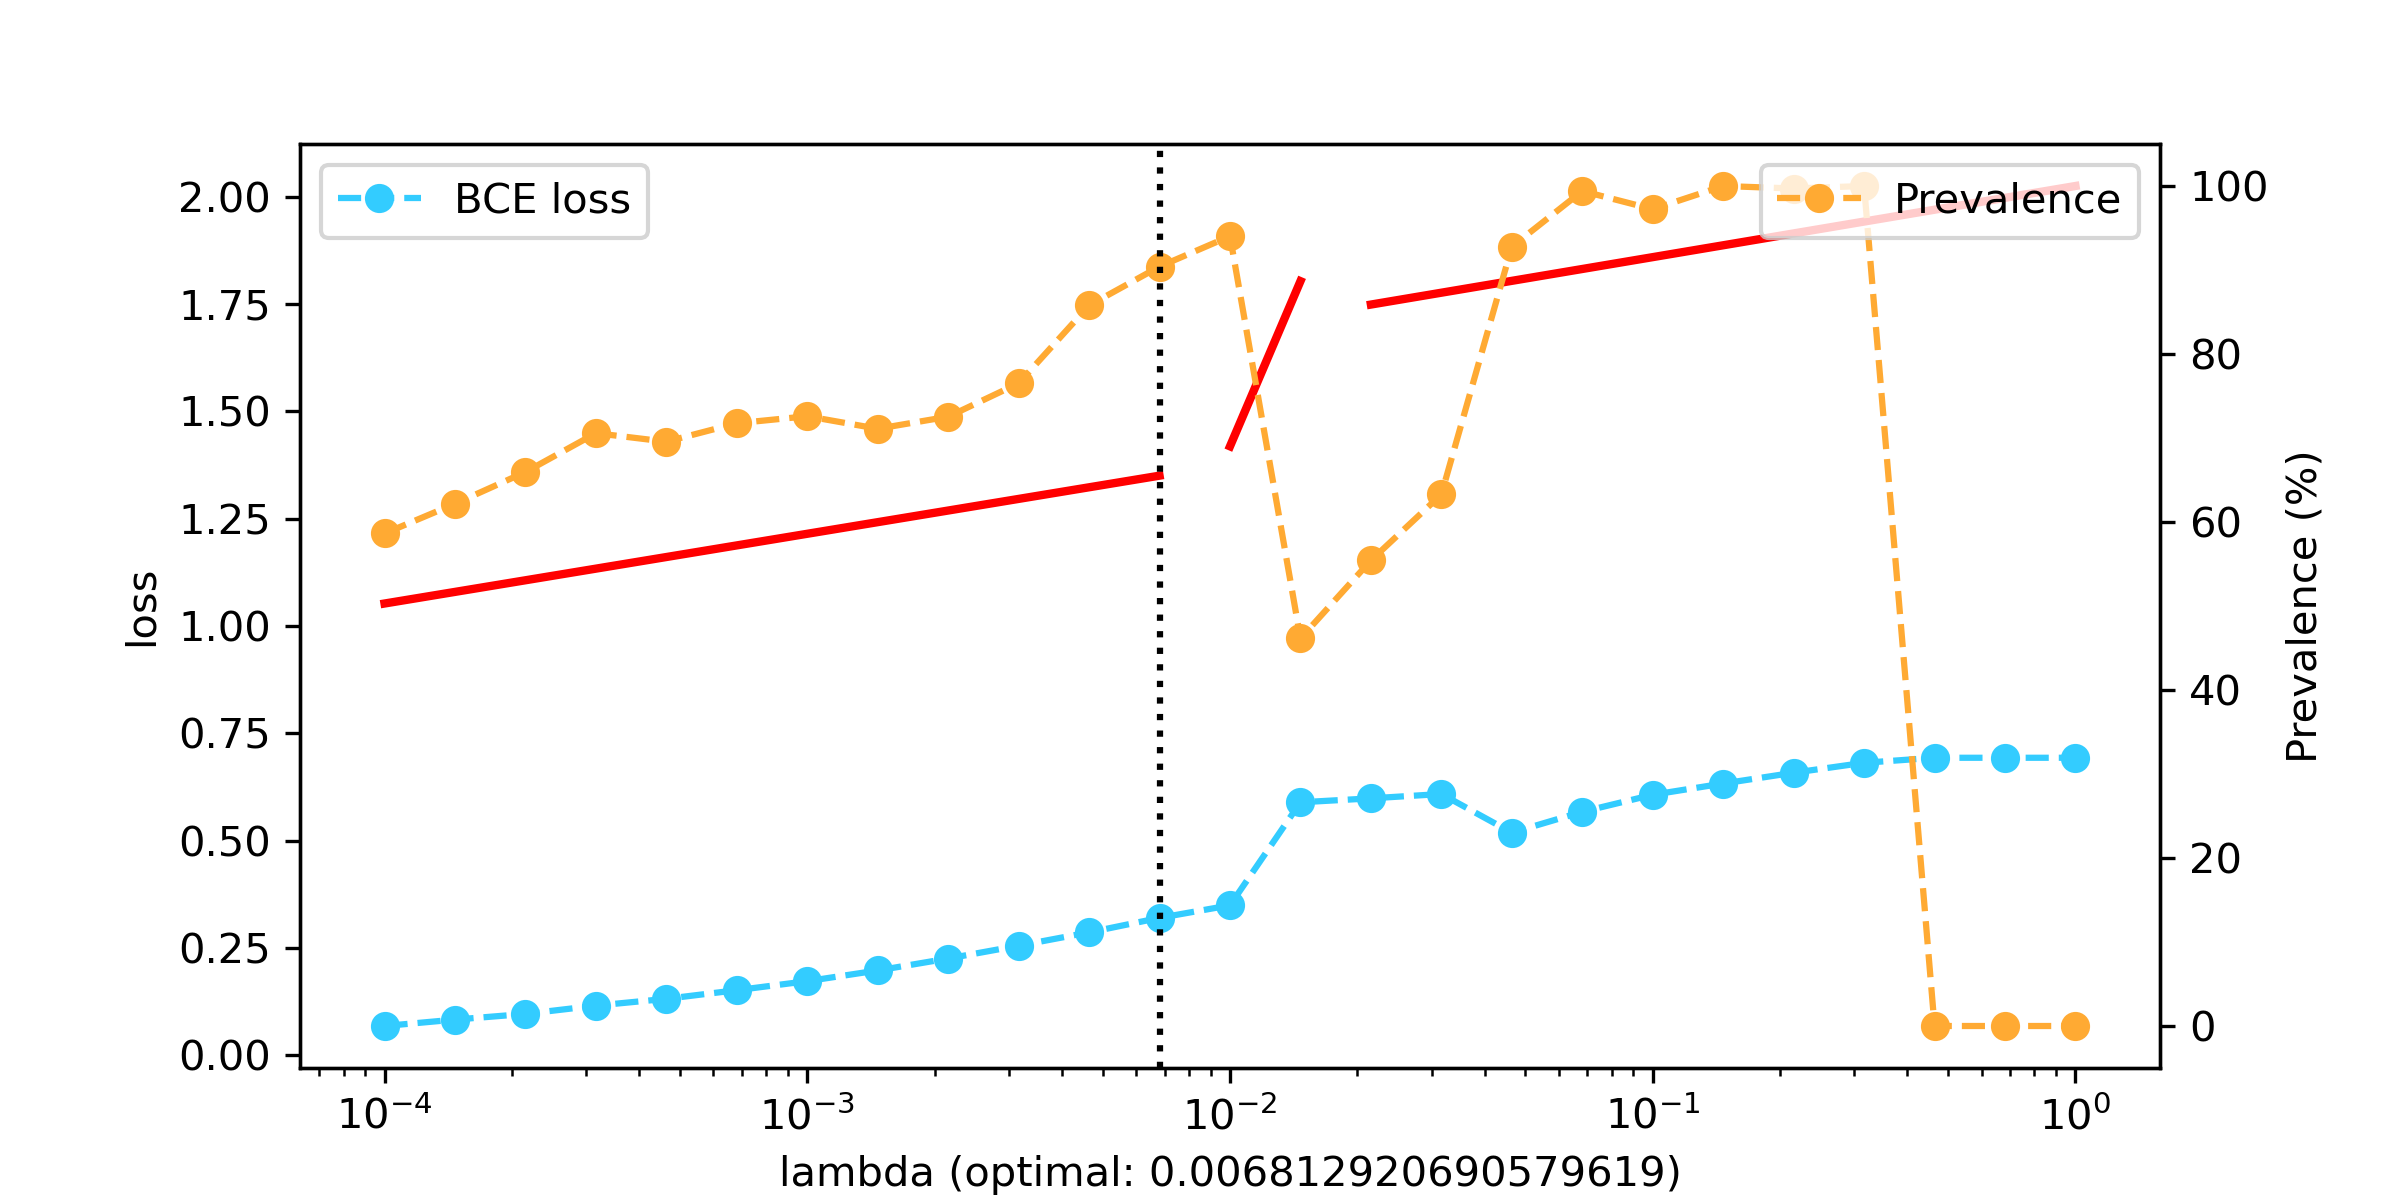 BCE loss
Prevalence
2.00
1.75
1.50
1.25
1.00
0.75
0.50
0.25
0.00
loss
100
80
60
40
20
0
Prevalence (%)
10⁻⁴ 10⁻³ 10⁻² 10⁻¹ 10⁰
lambda (optimal: 0.006812920690579619)